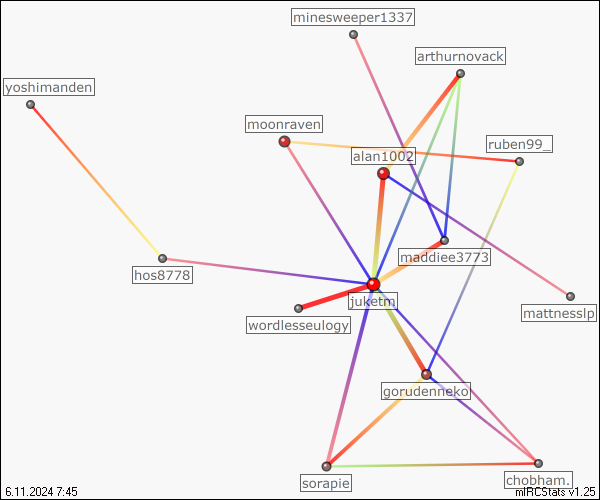 minesweeper1337
arthurnovack
yoshimanden
moonraven
ruben99_
alan1002
maddiee3773
hos8778
juketm
mattnesslp
wordlesseulogy
gorudenneko
sorapie
chobham.
6.11.2024 7:45
mIRCStats v1.25